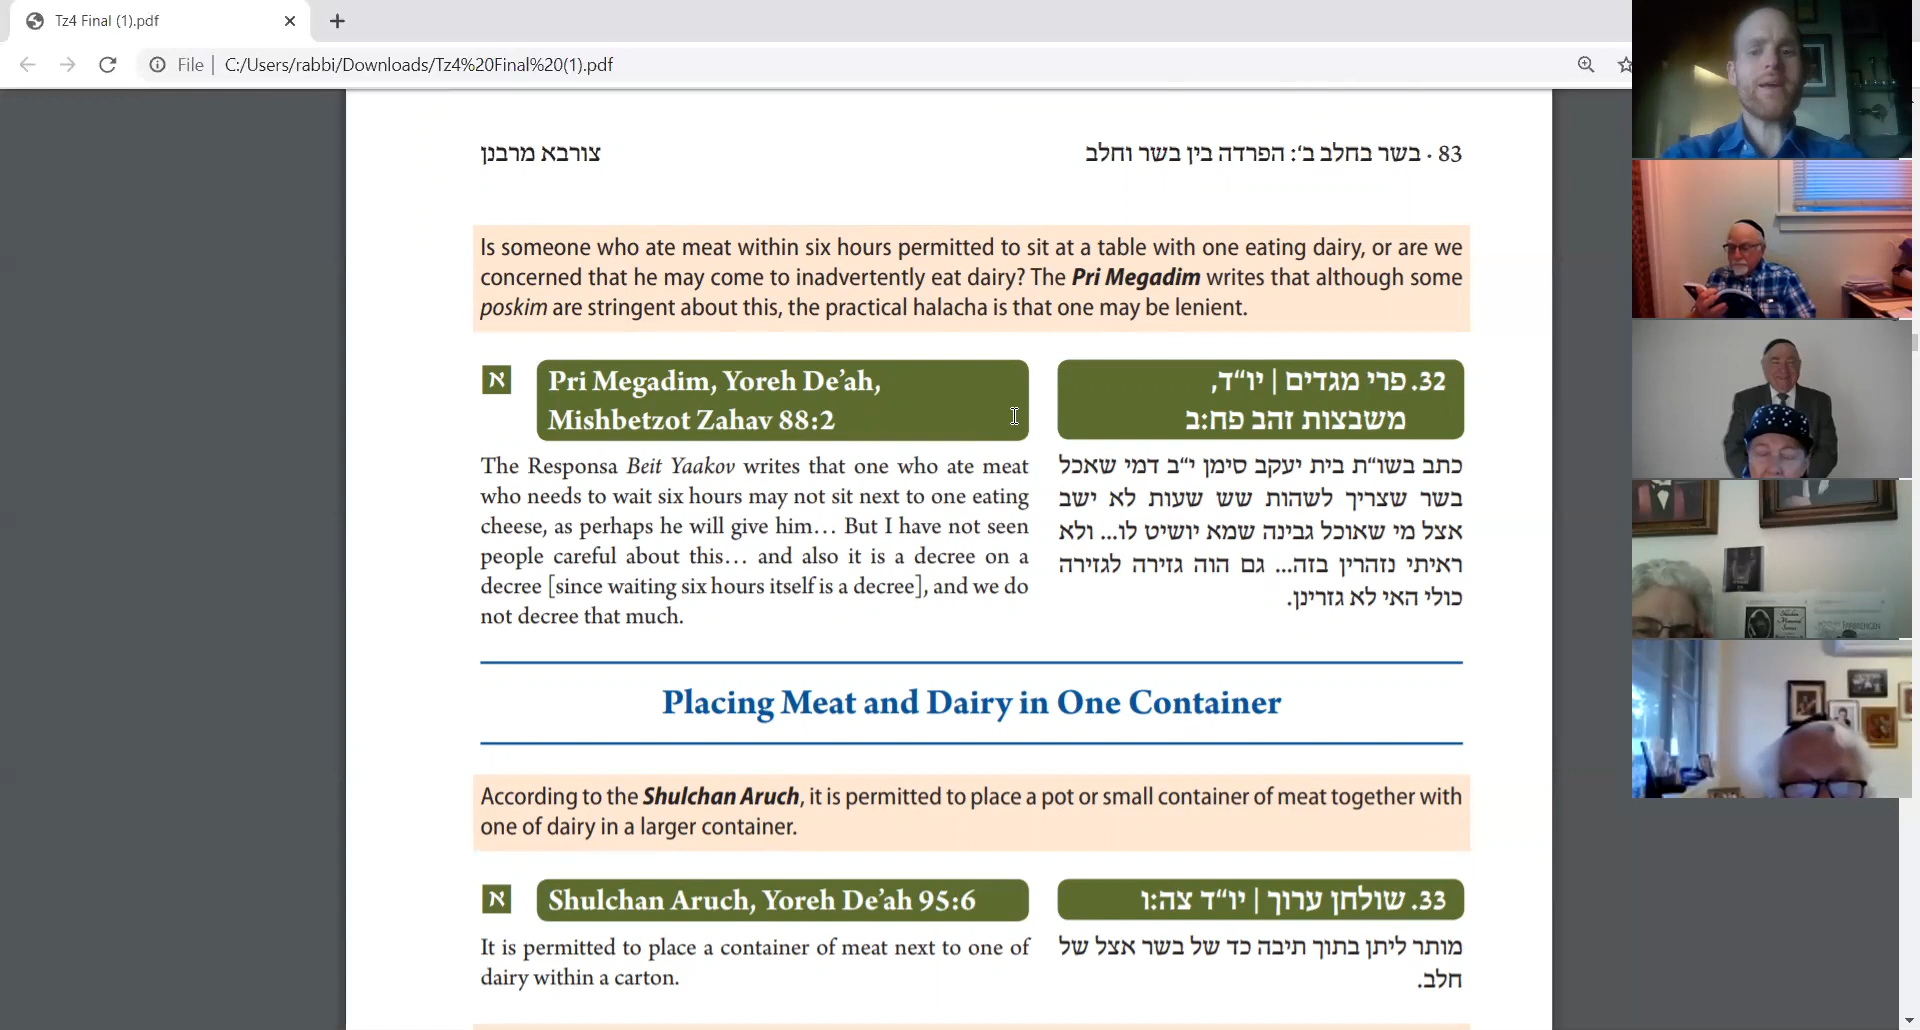 Tz4 Final (1).pdf
File
C:/Users/rabbi/Downloads/Tz4%20Final%20(1).pdf
צורבא מרבנן
83 · בשר בחלב ב׳: הפרדה בין בשר וחלב
Is someone who ate meat within six hours permitted to sit at a table with one eating dairy, or are we
concerned that he may come to inadvertently eat dairy? The Pri Megadim writes that although some
poskim are stringent about this, the practical halacha is that one may be lenient.
א
Pri Megadim, Yoreh De’ah,
Mishbetzot Zahav 88:2
32. פרי מגדים | יו״ד,
משבצות זהב פח:ב
The Responsa Beit Yaakov writes that one who ate meat
who needs to wait six hours may not sit next to one eating
cheese, as perhaps he will give him… But I have not seen
people careful about this… and also it is a decree on a
decree [since waiting six hours itself is a decree], and we do
not decree that much.
כתב בשו״ת בית יעקב סימן י״ב דמי שאכל
בשר שצריך לשהות שש שעות לא ישב
אצל מי שאוכל גבינה שמא יושיט לו... ולא
ראיתי נזהרין בזה... גם הוה גזירה לגזירה
כולי האי לא גזרינן.
Placing Meat and Dairy in One Container
According to the Shulchan Aruch, it is permitted to place a pot or small container of meat together with
one of dairy in a larger container.
א
Shulchan Aruch, Yoreh De’ah 95:6
33. שולחן ערוך | יו״ד צה:ו
It is permitted to place a container of meat next to one of
dairy within a carton.
מותר ליתן בתוך תיבה כד של בשר אצל של
חלב.